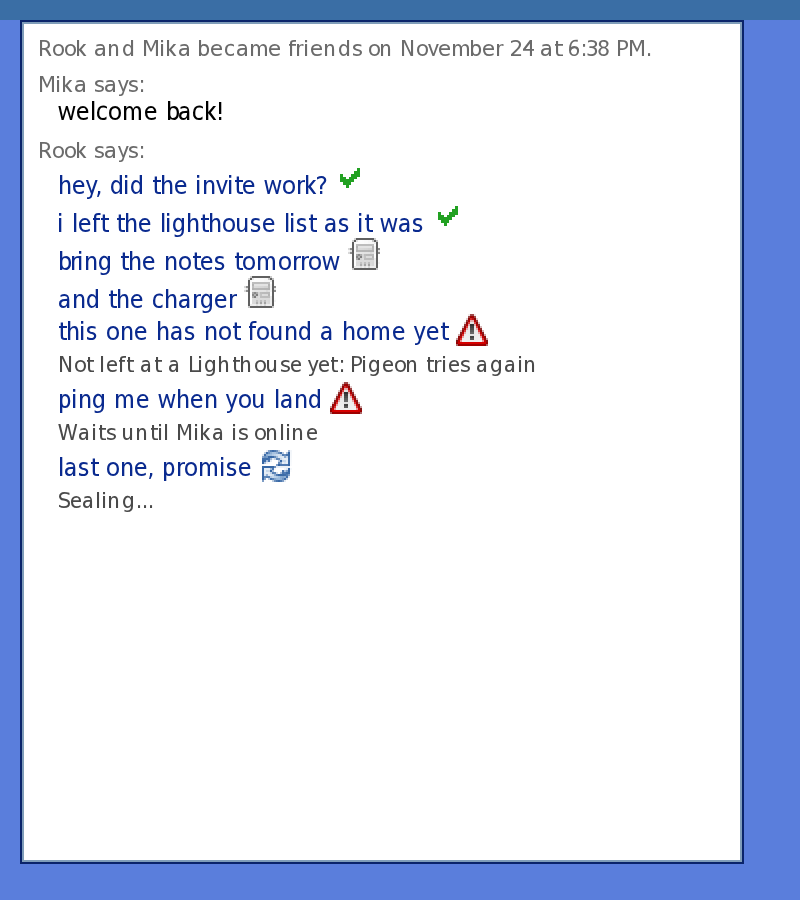 Rook and Mika became friends on November 24 at 6:38 PM.
Mika says:
welcome back!
Rook says:
hey, did the invite work?
i left the lighthouse list as it was
bring the notes tomorrow
and the charger
this one has not found a home yet
Not left at a Lighthouse yet: Pigeon tries again
ping me when you land
Waits until Mika is online
last one, promise
Sealing...